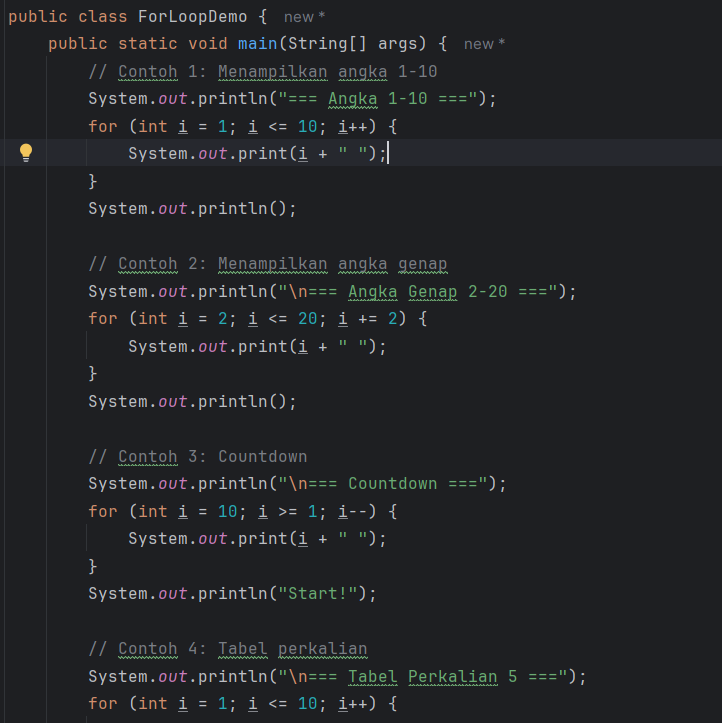 public class ForLoopDemo { new *
public static void main(String[] args) { new *
// Contoh 1: Menampilkan angka 1-10
System.out.println("=== Angka 1-10 ===");
for (int i = 1; i <= 10; i++) {
System.out.print(i + " ");
}
System.out.println();
// Contoh 2: Menampilkan angka genap
System.out.println("\n=== Angka Genap 2-20 ===");
for (int i = 2; i <= 20; i += 2) {
System.out.print(i + " ");
}
System.out.println();
// Contoh 3: Countdown
System.out.println("\n=== Countdown ===");
for (int i = 10; i >= 1; i--) {
System.out.print(i + " ");
}
System.out.println("Start!");
// Contoh 4: Tabel perkalian
System.out.println("\n=== Tabel Perkalian 5 ===");
for (int i = 1; i <= 10; i++) {